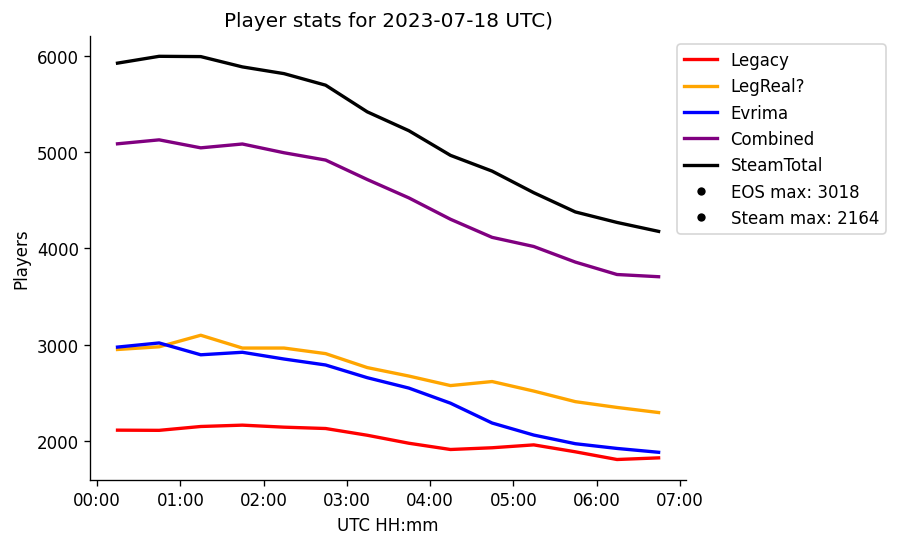 Player stats for 2023-07-18 UTC)
Legacy
LegReal?
Evrima
Combined
SteamTotal
EOS max: 3018
Steam max: 2164
6000
5000
4000
3000
2000
Players
00:00 01:00 02:00 03:00 04:00 05:00 06:00 07:00
UTC HH:mm